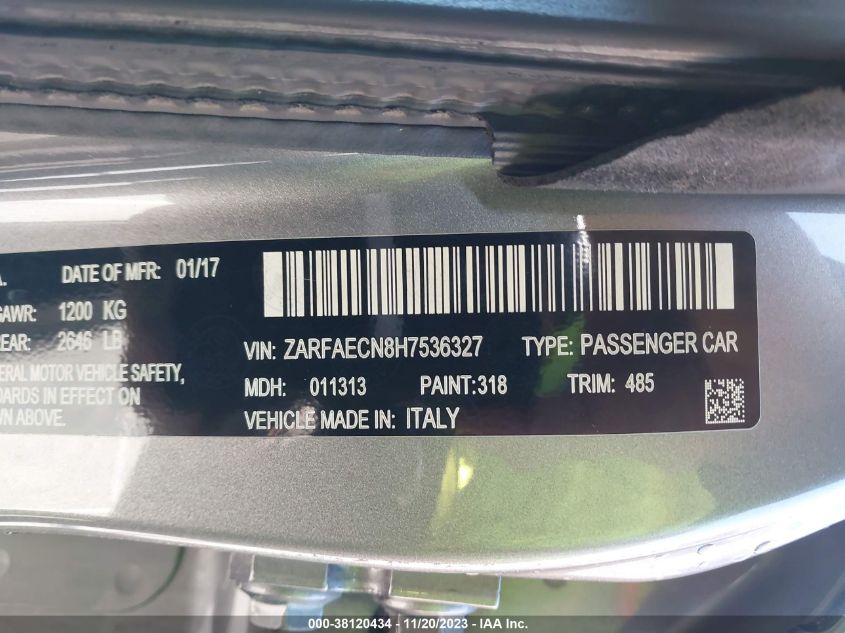 A. DATE OF MFR: 01/17
GAWR: 1200 KG
REAR: 2646 LB
ERAL MOTOR VEHICLE SAFETY,
DARDS IN EFFECT ON
WN ABOVE.
VIN: ZARFAECN8H7536327 TYPE: PASSENGER CAR
MDH: 011313 PAINT:318 TRIM: 485
VEHICLE MADE IN: ITALY
000-38120434 - 11/20/2023 - IAA Inc.